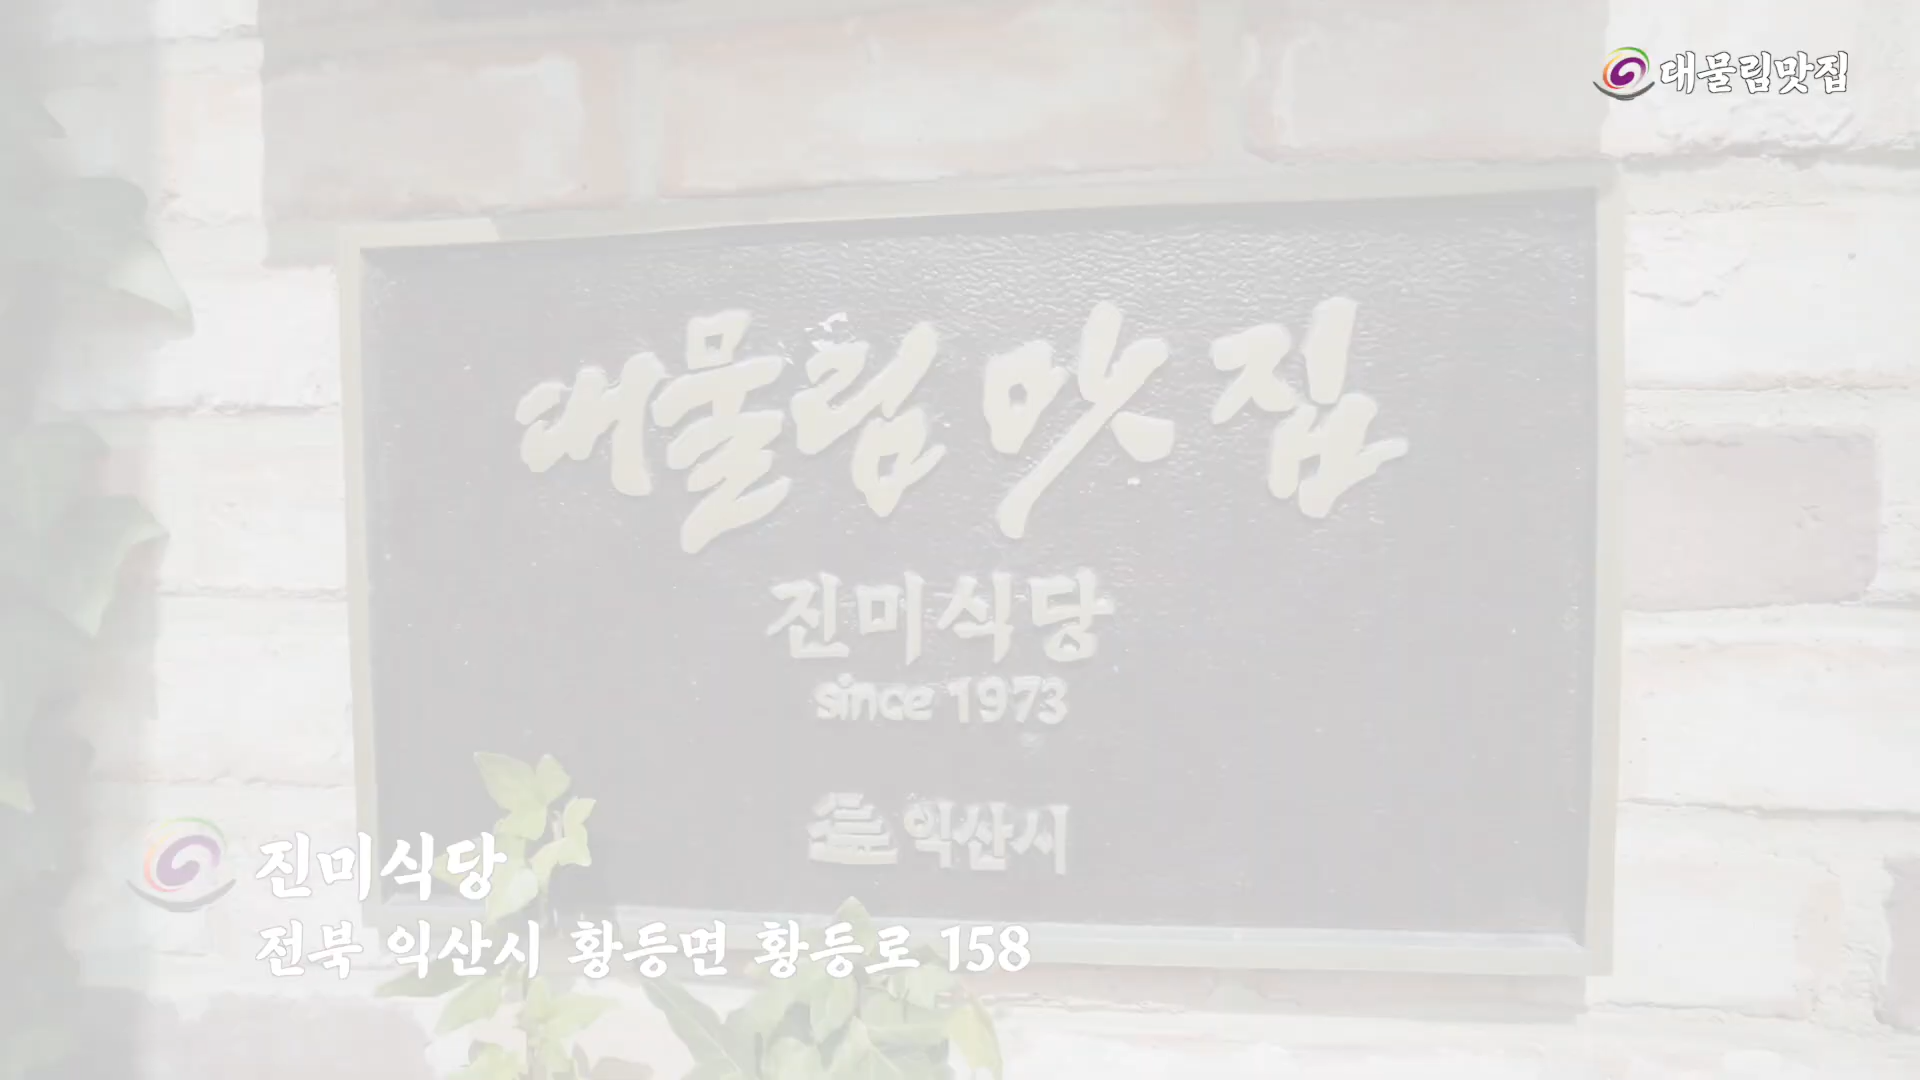 대물림맛집
대물림 맛집
진미식당
since 1973
익산시
진미식당
전북 익산시 황등면 황등로 158